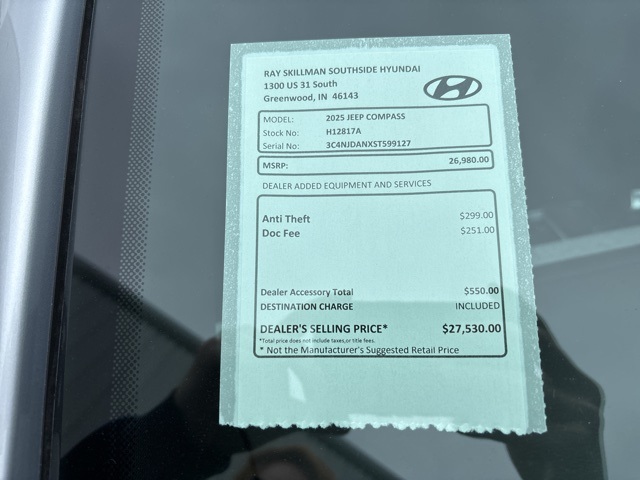 RAY SKILLMAN SOUTHSIDE HYUNDAI
1300 US 31 South
Greenwood, IN 46143
MODEL: 2025 JEEP COMPASS
Stock No: H12817A
Serial No: 3C4NJDANXST599127
MSRP: 26,980.00
DEALER ADDED EQUIPMENT AND SERVICES
Anti Theft $299.00
Doc Fee $251.00
Dealer Accessory Total $550.00
DESTINATION CHARGE INCLUDED
DEALER'S SELLING PRICE* $27,530.00
*Total price does not include taxes,or title fees.
* Not the Manufacturer's Suggested Retail Price